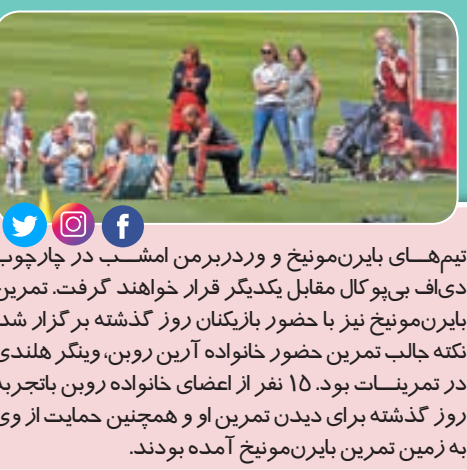 تیم‌های بایرن‌مونیخ و وردربرمن امشب در چارچوب
دی‌اف بی‌پوکال مقابل یکدیگر قرار خواهند گرفت. تمرین
بایرن‌مونیخ نیز با حضور بازیکنان روز گذشته برگزار شد.
نکته جالب تمرین حضور خانواده آرین روبن، وینگر هلندی
در تمرینات بود. ۱۵ نفر از اعضای خانواده روبن باتجربه
روز گذشته برای دیدن تمرین او و همچنین حمایت از وی
به زمین تمرین بایرن‌مونیخ آمده بودند.